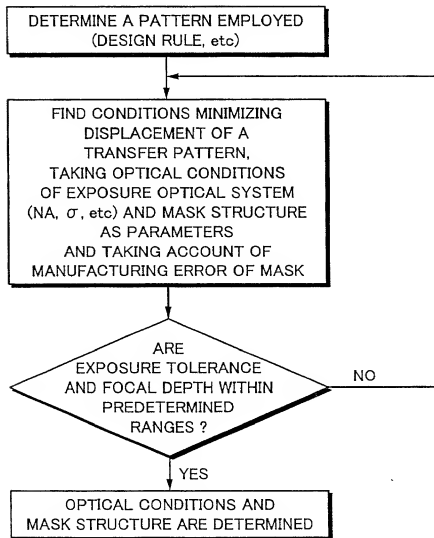 DETERMINE A PATTERN EMPLOYED
(DESIGN RULE, etc)
FIND CONDITIONS MINIMIZING
DISPLACEMENT OF A
TRANSFER PATTERN,
TAKING OPTICAL CONDITIONS
OF EXPOSURE OPTICAL SYSTEM
(NA, σ, etc) AND MASK STRUCTURE
AS PARAMETERS
AND TAKING ACCOUNT OF
MANUFACTURING ERROR OF MASK
ARE
EXPOSURE TOLERANCE
AND FOCAL DEPTH WITHIN
PREDETERMINED
RANGES ?
NO
YES
OPTICAL CONDITIONS AND
MASK STRUCTURE ARE DETERMINED